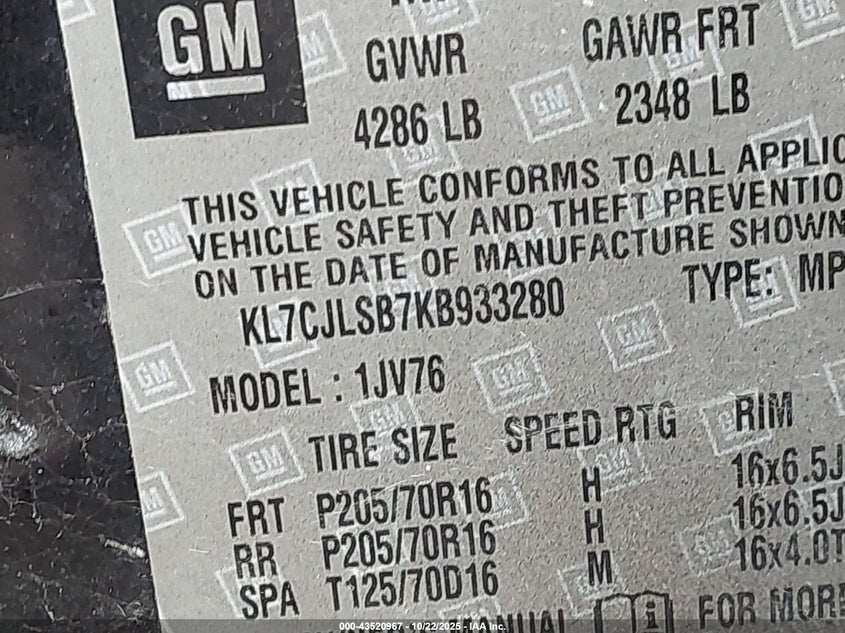 GM
GVWR GAWR FRT
4286 LB 2348 LB
THIS VEHICLE CONFORMS TO ALL APPLIC
VEHICLE SAFETY AND THEFT PREVENTIO
ON THE DATE OF MANUFACTURE SHOWN
KL7CJLSB7KB933280 TYPE: MP
MODEL : 1JV76
TIRE SIZE SPEED RTG RIM
FRT P205/70R16 H 16x6.5J
RR P205/70R16 H 16x6.5J
SPA T125/70D16 M 16x4.0T
FOR MORE
000-43520967 - 10/22/2025 - IAA Inc.